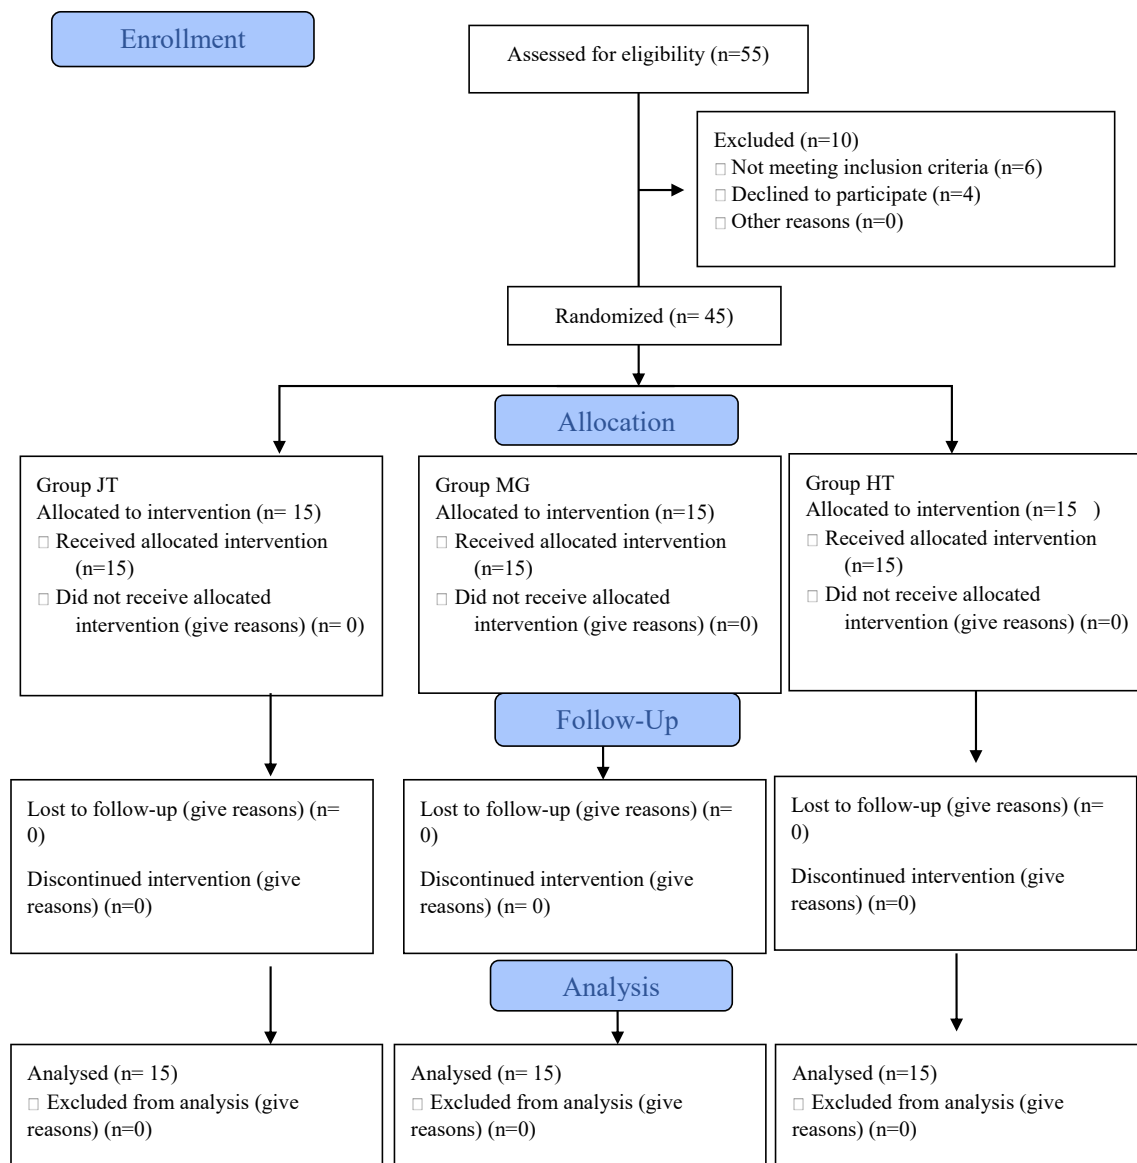 Enrollment
Assessed for eligibility (n=55)
Excluded (n=10)
□ Not meeting inclusion criteria (n=6)
□ Declined to participate (n=4)
□ Other reasons (n=0)
Randomized (n= 45)
Allocation
Group JT
Allocated to intervention (n= 15)
□ Received allocated intervention
(n=15)
□ Did not receive allocated
intervention (give reasons) (n= 0)
Group MG
Allocated to intervention (n=15)
□ Received allocated intervention
(n=15)
□ Did not receive allocated
intervention (give reasons) (n=0)
Group HT
Allocated to intervention (n=15 )
□ Received allocated intervention
(n=15)
□ Did not receive allocated
intervention (give reasons) (n=0)
Follow-Up
Lost to follow-up (give reasons) (n=
0)
Discontinued intervention (give
reasons) (n=0)
Lost to follow-up (give reasons) (n=
0)
Discontinued intervention (give
reasons) (n= 0)
Lost to follow-up (give reasons) (n=
0)
Discontinued intervention (give
reasons) (n=0)
Analysis
Analysed (n= 15)
□ Excluded from analysis (give
reasons) (n=0)
Analysed (n= 15)
□ Excluded from analysis (give
reasons) (n=0)
Analysed (n=15)
□ Excluded from analysis (give
reasons) (n=0)